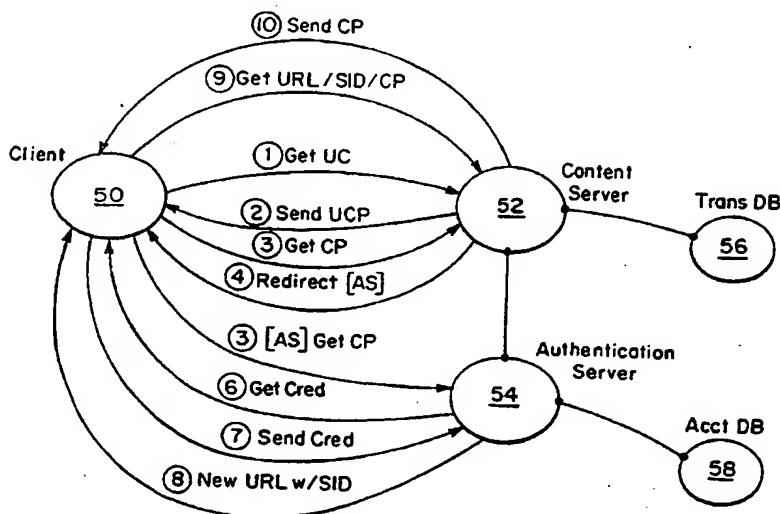 ⑩ Send CP
⑨ Get URL/SID/CP
Client
① Get UC
Content
Server
Trans DB
50
52
② Send UCP
③ Get CP
56
④ Redirect [AS]
③ [AS] Get CP
Authentication
Server
⑥ Get Cred
54
⑦ Send Cred
Acct DB
⑧ New URL w/SID
58